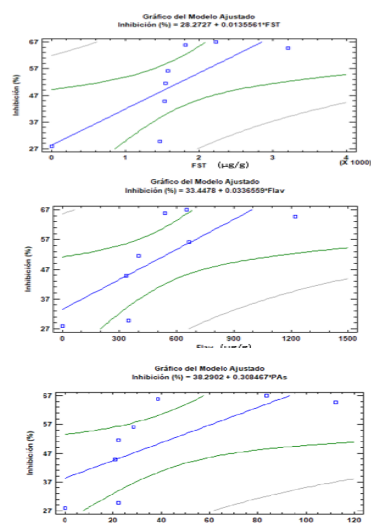 Gráfico del Modelo Ajustado
Inhibición (%) = 28.2727 + 0.0135561*FST
67
57
47
37
27
Inhibición (%)
0 1 2 3 4
(X 1000)
FST (µg/g)
Gráfico del Modelo Ajustado
Inhibición (%) = 33.4478 + 0.0336559*Flav
67
57
47
37
27
Inhibición (%)
0 300 600 900 1200 1500
Flav (µg/g)
Gráfico del Modelo Ajustado
Inhibición (%) = 38.2902 + 0.308467*PAs
57
57
47
37
27
Inhibición (%)
0 20 40 60 80 100 120